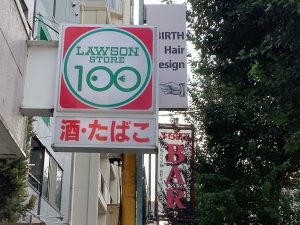 LAWSON
STORE
100
酒・たばこ
BIRTH
Hair
Design
BAR